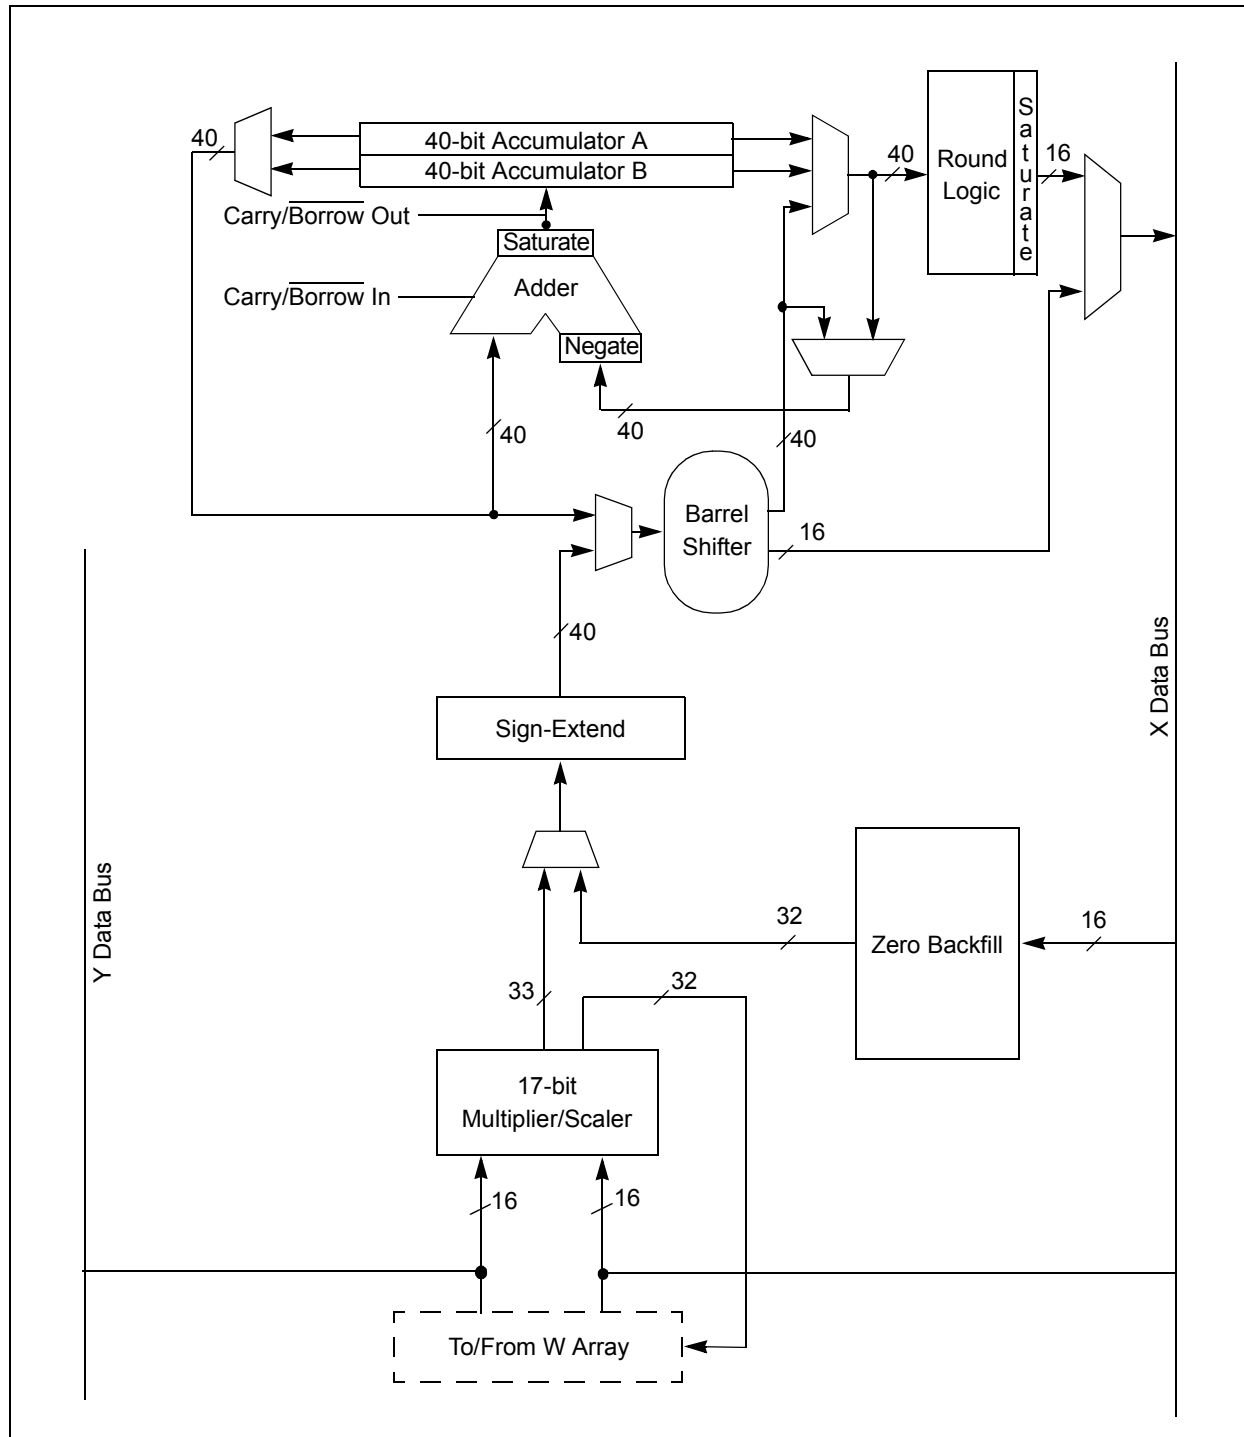 40-bit Accumulator A
40-bit Accumulator B
40
Carry/Borrow Out
Saturate
Carry/Borrow In
Adder
Negate
40
Round
Logic
Saturate
16
40
40
40
Barrel
Shifter
16
40
Sign-Extend
X Data Bus
Y Data Bus
32
Zero Backfill
16
33
32
17-bit
Multiplier/Scaler
16
16
To/From W Array